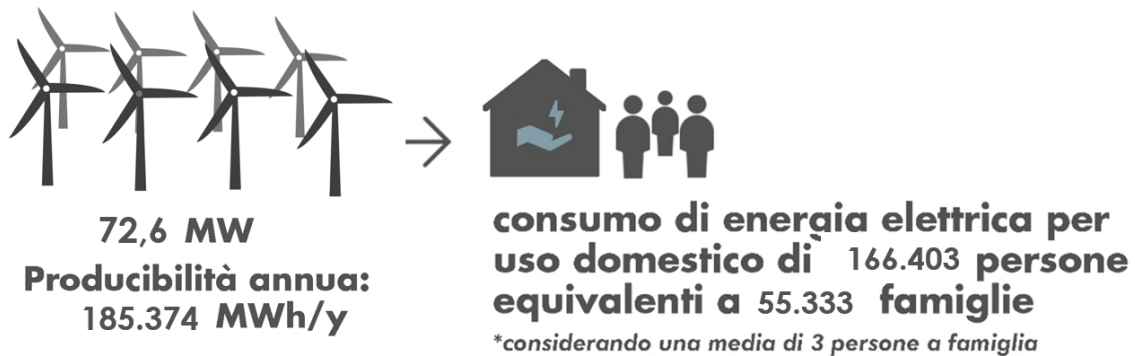 72,6 MW
Producibilità annua:
185.374 MWh/y
consumo di energia elettrica per
uso domestico di 166.403 persone
equivalenti a 55.333 famiglie
*considerando una media di 3 persone a famiglia